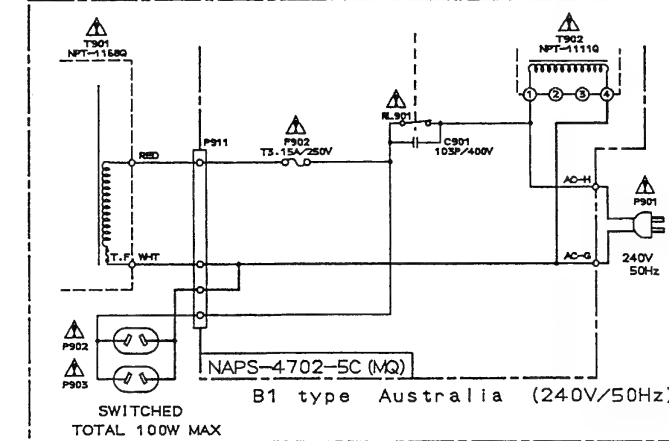 T901
NPT-1168Q
T902
NPT-1111Q
1 2 3 4
RL901
P911
F902
T3.15A/250V
C901
103P/400V
RED
AC-H
P901
T.F
WHT
AC-G
240V
50Hz
P902
P903
NAPS-4702-5C (MQ)
B1 type Australia (240V/50Hz)
SWITCHED
TOTAL 100W MAX